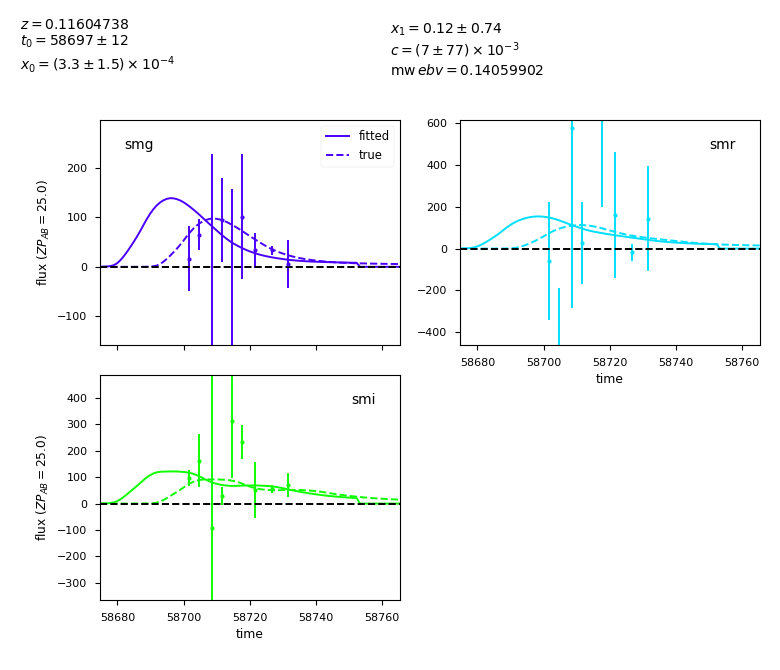 z = 0.11604738
t₀ = 58697 ± 12
x₀ = (3.3 ± 1.5) × 10⁻⁴
x₁ = 0.12 ± 0.74
c = (7 ± 77) × 10⁻³
mw ebv = 0.14059902
smg
fitted
true
flux (ZP_AB = 25.0)
200
100
0
−100
smr
600
400
200
0
−200
−400
58680 58700 58720 58740 58760
time
smi
flux (ZP_AB = 25.0)
400
300
200
100
0
−100
−200
−300
58680 58700 58720 58740 58760
time